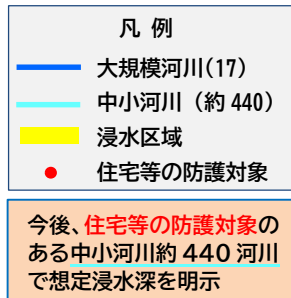 凡 例
大規模河川(17)
中小河川（約 440）
浸水区域
住宅等の防護対象
今後、住宅等の防護対象の
ある中小河川約 440 河川
で想定浸水深を明示